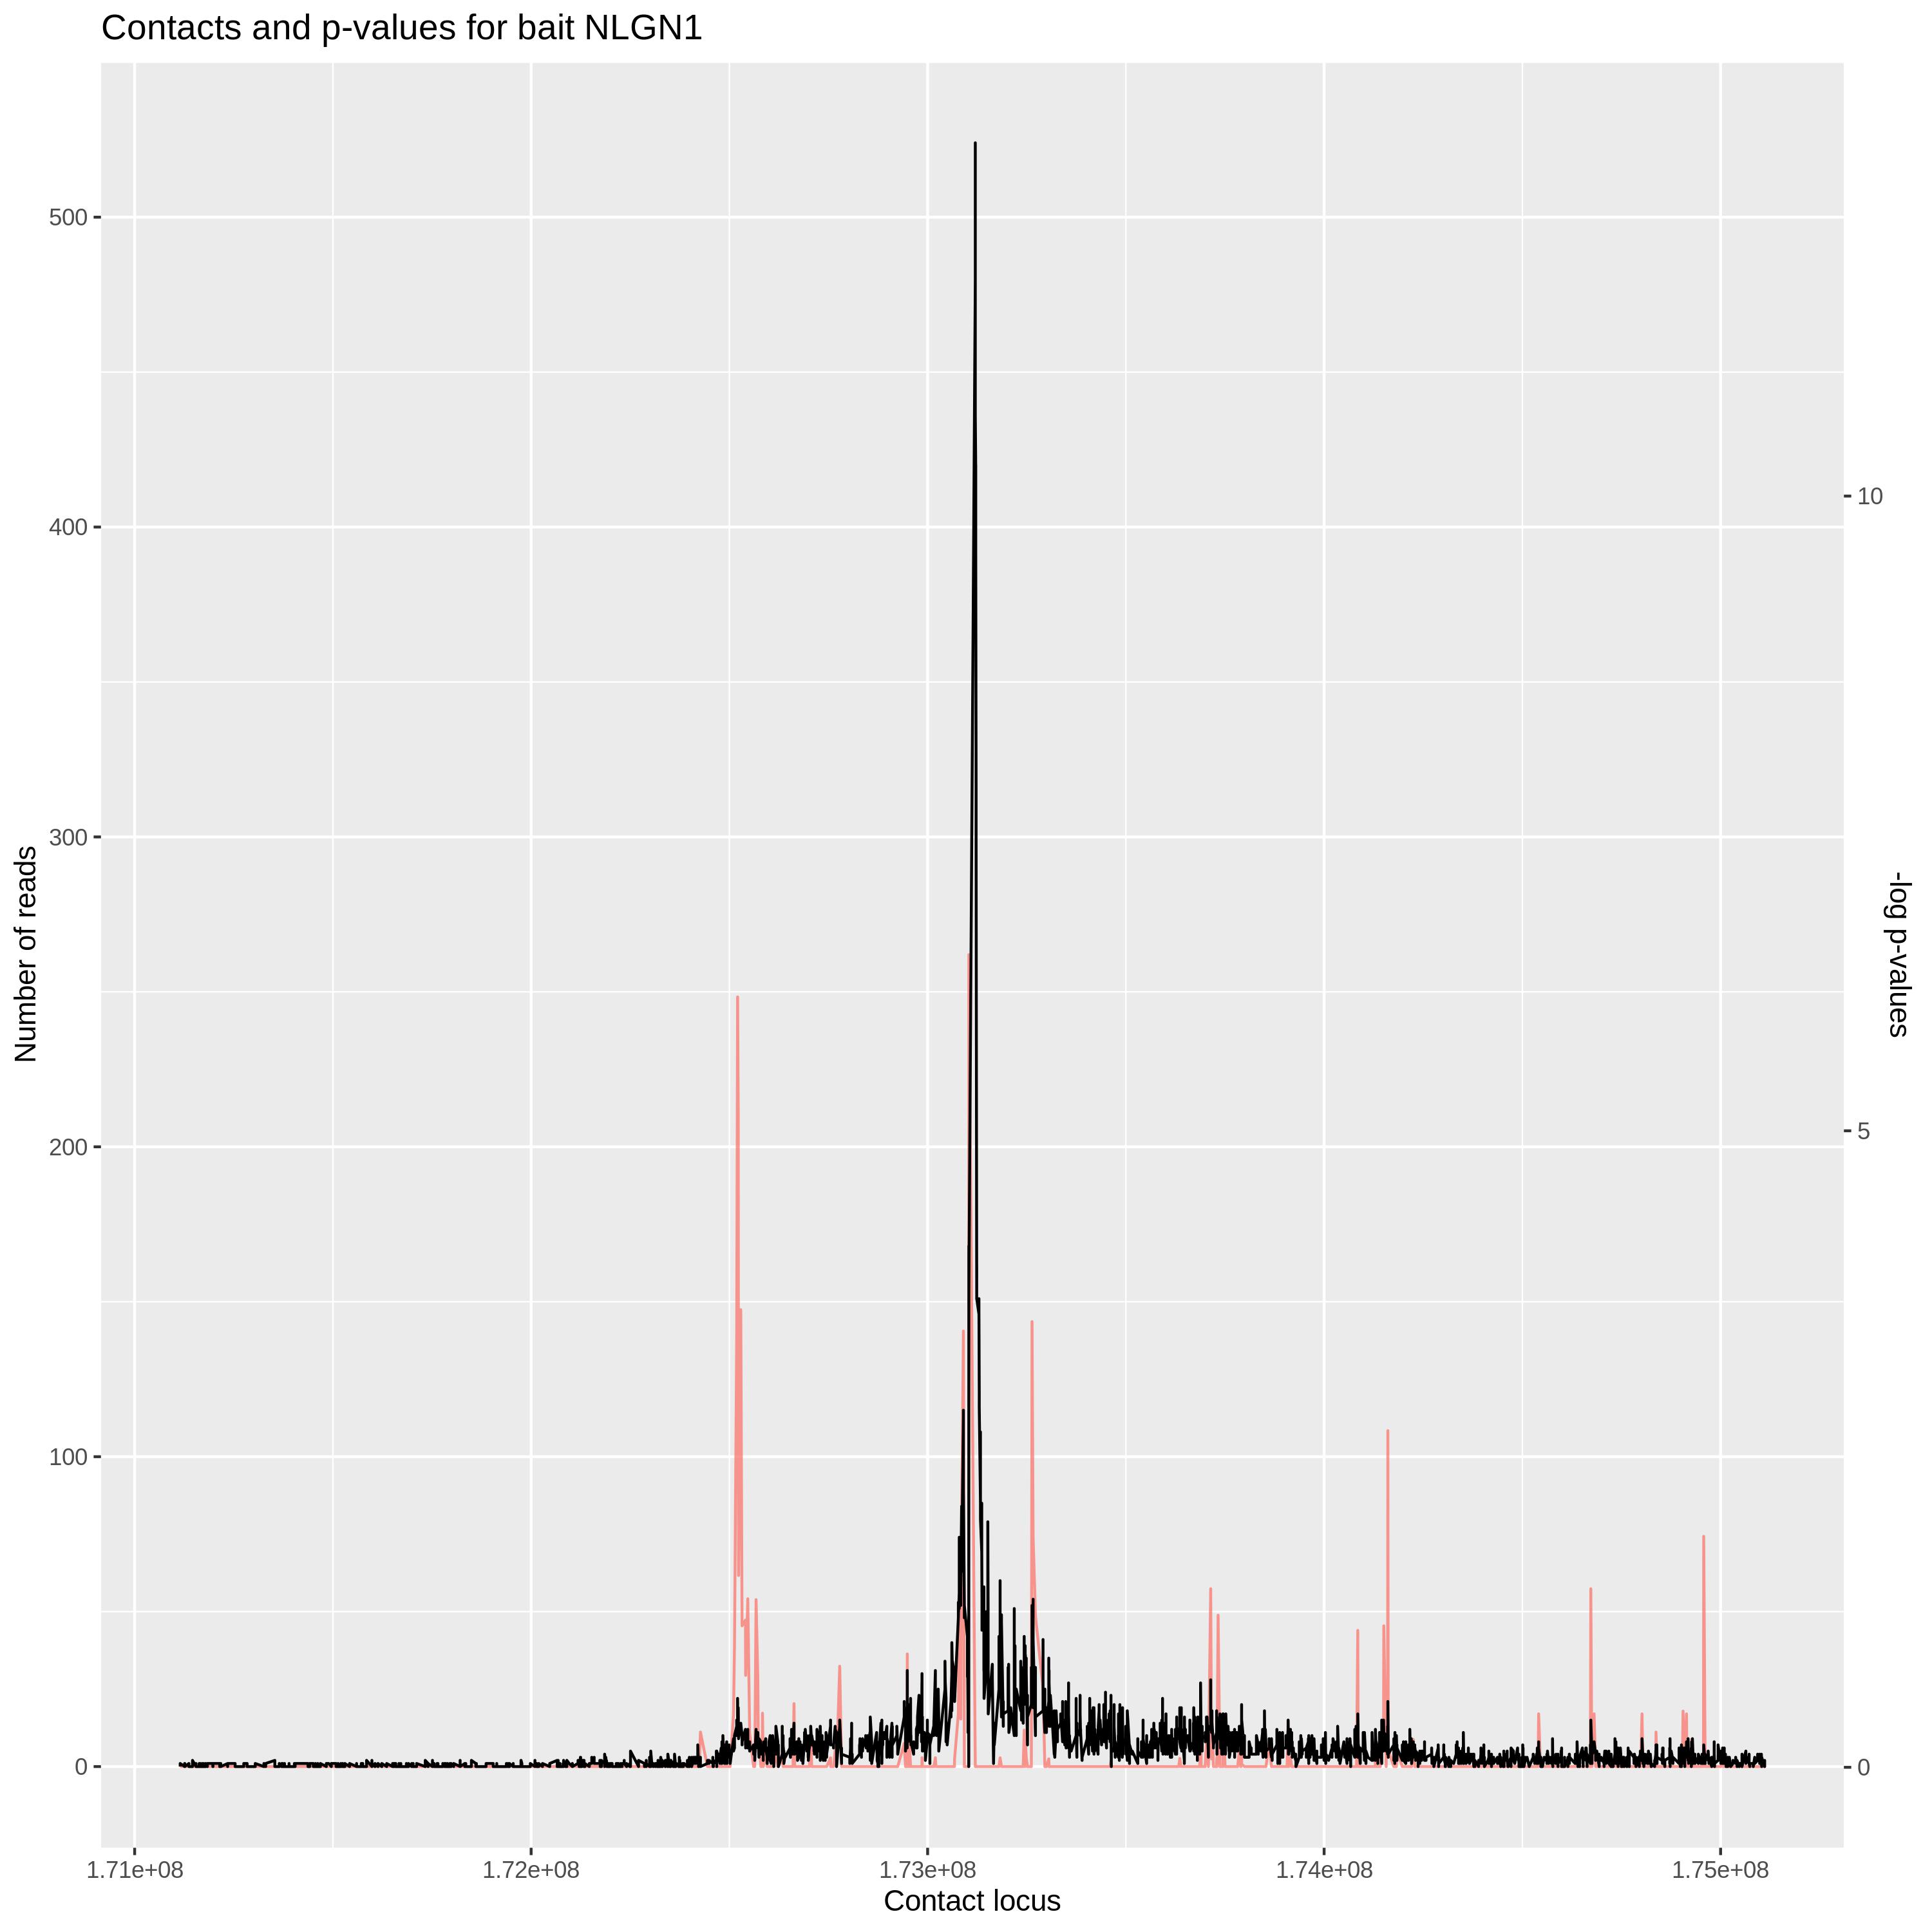 Contacts and p-values for bait NLGN1
500
400
300
200
100
0
Number of reads
10
5
0
-log p-values
1.71e+08 1.72e+08 1.73e+08 1.74e+08 1.75e+08
Contact locus